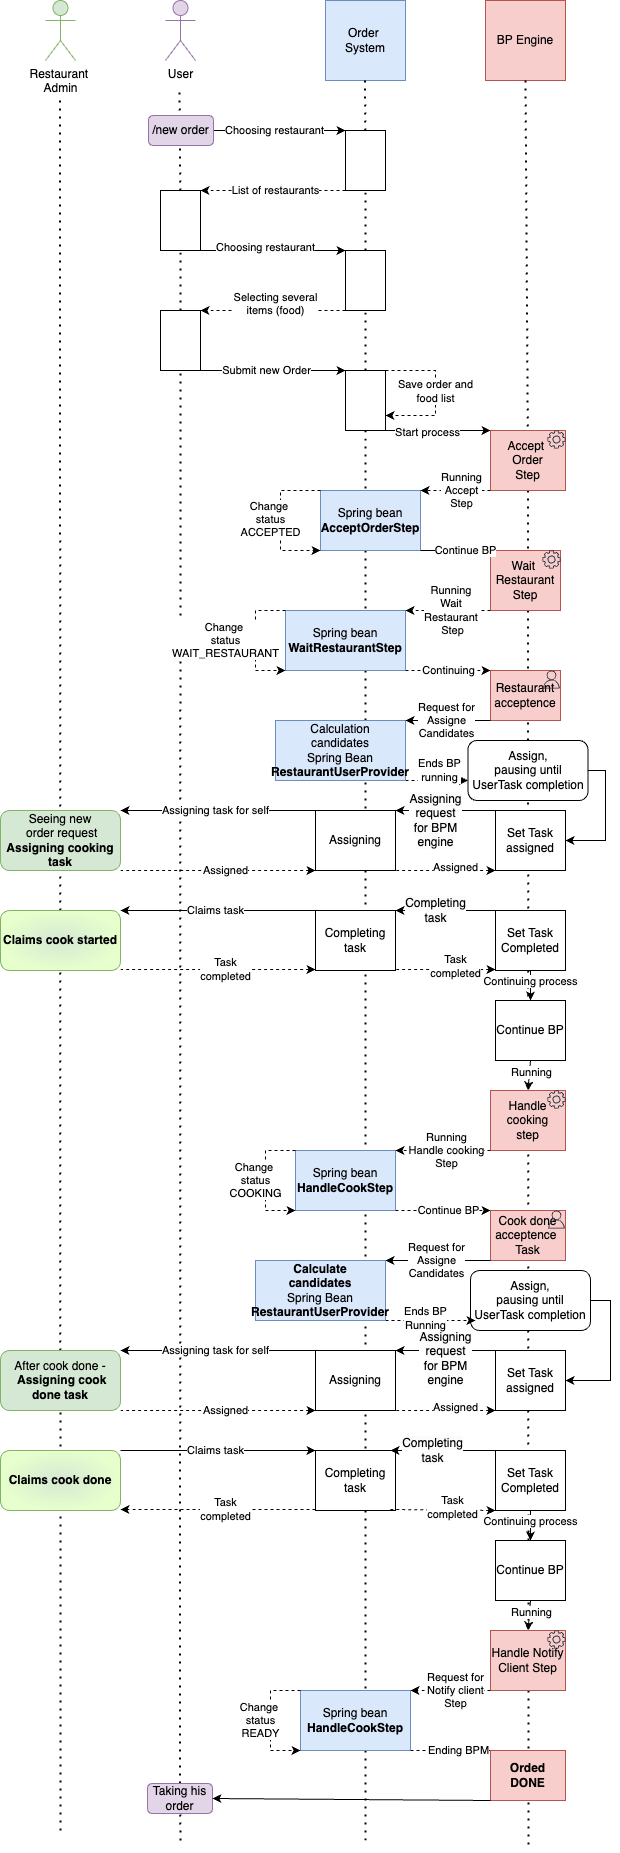 Restaurant
Admin
User
Order
System
BP Engine
/new order
Choosing restaurant
List of restaurants
Choosing restaurant
Selecting several
items (food)
Submit new Order
Save order and
food list
Start process
Accept
Order
Step
Running
Accept
Step
Change
status
ACCEPTED
Spring bean
AcceptOrderStep
Continue BP
Wait
Restaurant
Step
Running
Wait
Restaurant
Step
Change
status
WAIT_RESTAURANT
Spring bean
WaitRestaurantStep
Continuing
Restaurant
acceptence
Request for
Assigne
Candidates
Calculation
candidates
Spring Bean
RestaurantUserProvider
Ends BP
running
Assign,
pausing until
UserTask completion
Seeing new
order request
Assigning cooking
task
Assigning task for self
Assigning
Assigning
request
for BPM
engine
Set Task
assigned
Assigned
Assigned
Claims cook started
Claims task
Completing
task
Completing
task
Set Task
Completed
Task
completed
Task
completed
Continuing process
Continue BP
Running
Handle
cooking
step
Running
Handle cooking
Step
Change
status
COOKING
Spring bean
HandleCookStep
Continue BP
Cook done
acceptence
Task
Request for
Assigne
Candidates
Calculate
candidates
Spring Bean
RestaurantUserProvider
Ends BP
Running
Assign,
pausing until
UserTask completion
After cook done -
Assigning cook
done task
Assigning task for self
Assigning
Assigning
request
for BPM
engine
Set Task
assigned
Assigned
Assigned
Claims cook done
Claims task
Completing
task
Completing
task
Set Task
Completed
Task
completed
Task
completed
Continuing process
Continue BP
Running
Handle Notify
Client Step
Request for
Notify client
Step
Change
status
READY
Spring bean
HandleCookStep
Ending BPM
Orded
DONE
Taking his
order